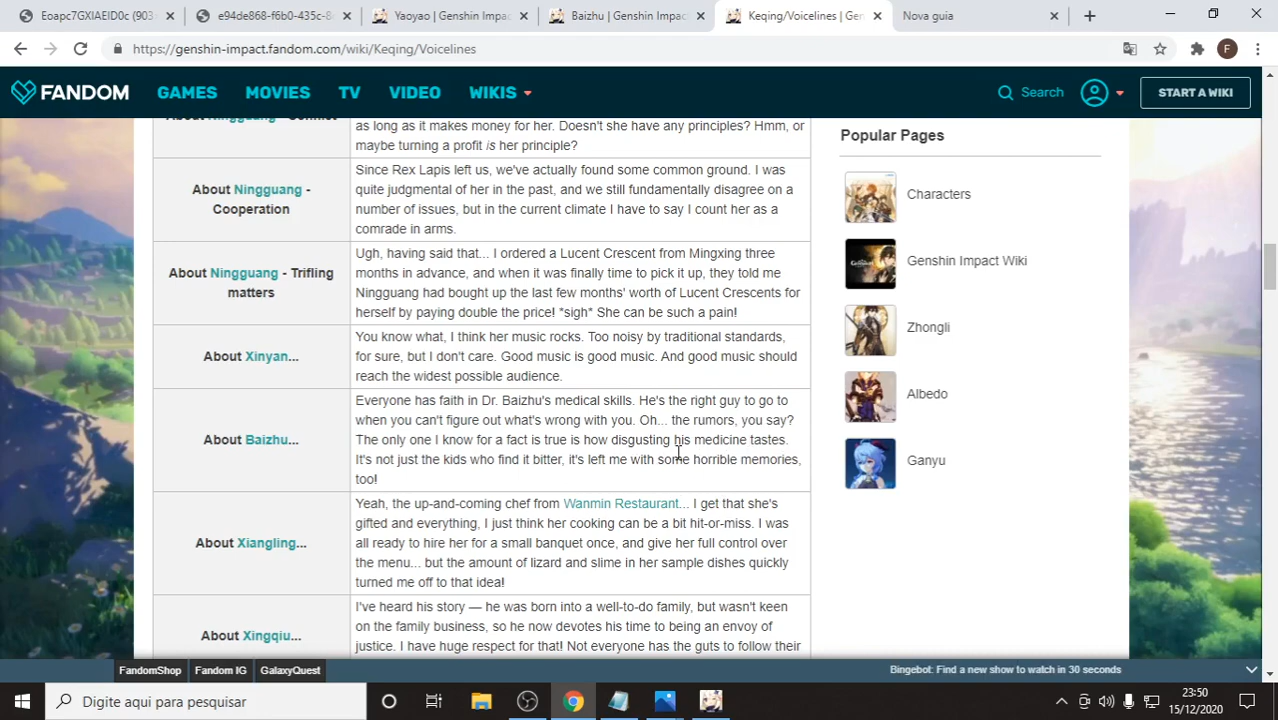 Eoapc7GXIAEID0c (903×
e94de868-f6b0-435c-8
Yaoyao | Genshin Impac
Baizhu | Genshin Impac
Keqing/Voicelines | Gen
Nova guia
https://genshin-impact.fandom.com/wiki/Keqing/Voicelines
F
FANDOM
GAMES
MOVIES
TV
VIDEO
WIKIS
Search
START A WIKI
About Ningguang - Conflict
as long as it makes money for her. Doesn't she have any principles? Hmm, or
maybe turning a profit is her principle?
About Ningguang -
Cooperation
Since Rex Lapis left us, we've actually found some common ground. I was
quite judgmental of her in the past, and we still fundamentally disagree on a
number of issues, but in the current climate I have to say I count her as a
comrade in arms.
About Ningguang - Trifling
matters
Ugh, having said that... I ordered a Lucent Crescent from Mingxing three
months in advance, and when it was finally time to pick it up, they told me
Ningguang had bought up the last few months' worth of Lucent Crescents for
herself by paying double the price! *sigh* She can be such a pain!
About Xinyan...
You know what, I think her music rocks. Too noisy by traditional standards,
for sure, but I don't care. Good music is good music. And good music should
reach the widest possible audience.
About Baizhu...
Everyone has faith in Dr. Baizhu's medical skills. He's the right guy to go to
when you can't figure out what's wrong with you. Oh... the rumors, you say?
The only one I know for a fact is true is how disgusting his medicine tastes.
It's not just the kids who find it bitter, it's left me with some horrible memories,
too!
About Xiangling...
Yeah, the up-and-coming chef from Wanmin Restaurant... I get that she's
gifted and everything, I just think her cooking can be a bit hit-or-miss. I was
all ready to hire her for a small banquet once, and give her full control over
the menu... but the amount of lizard and slime in her sample dishes quickly
turned me off to that idea!
About Xingqiu...
I've heard his story — he was born into a well-to-do family, but wasn't keen
on the family business, so he now devotes his time to being an envoy of
justice. I have huge respect for that! Not everyone has the guts to follow their
Popular Pages
Characters
Genshin Impact Wiki
Zhongli
Albedo
Ganyu
FandomShop
Fandom IG
GalaxyQuest
Bingebot: Find a new show to watch in 30 seconds
Digite aqui para pesquisar
23:50
15/12/2020